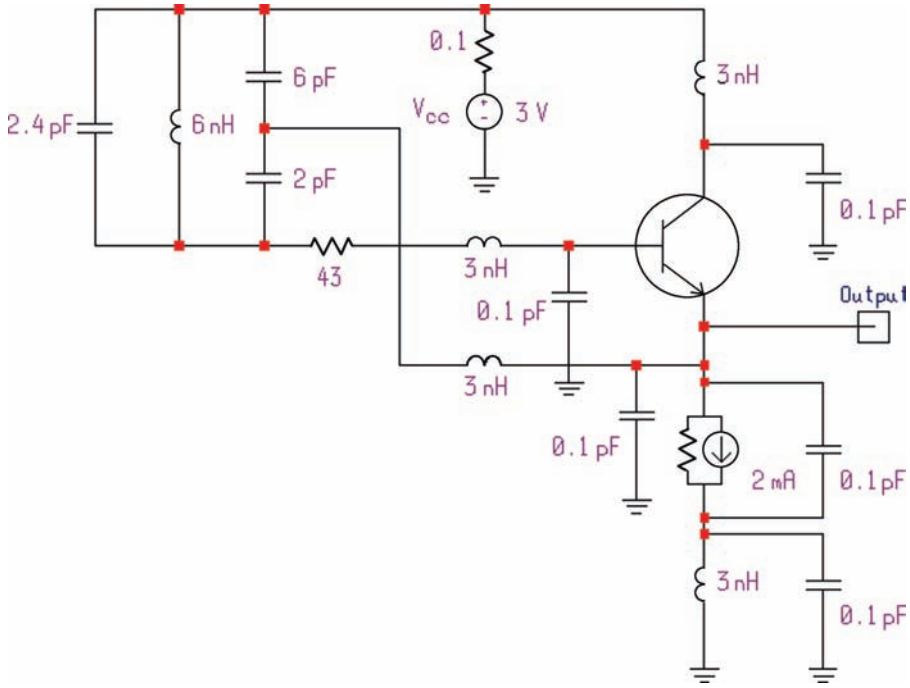 0.1
3 nH
6 pF
Vcc
3 V
2.4 pF
6 nH
2 pF
0.1 pF
43
3 nH
0.1 pF
Output
3 nH
0.1 pF
2 mA
0.1 pF
3 nH
0.1 pF